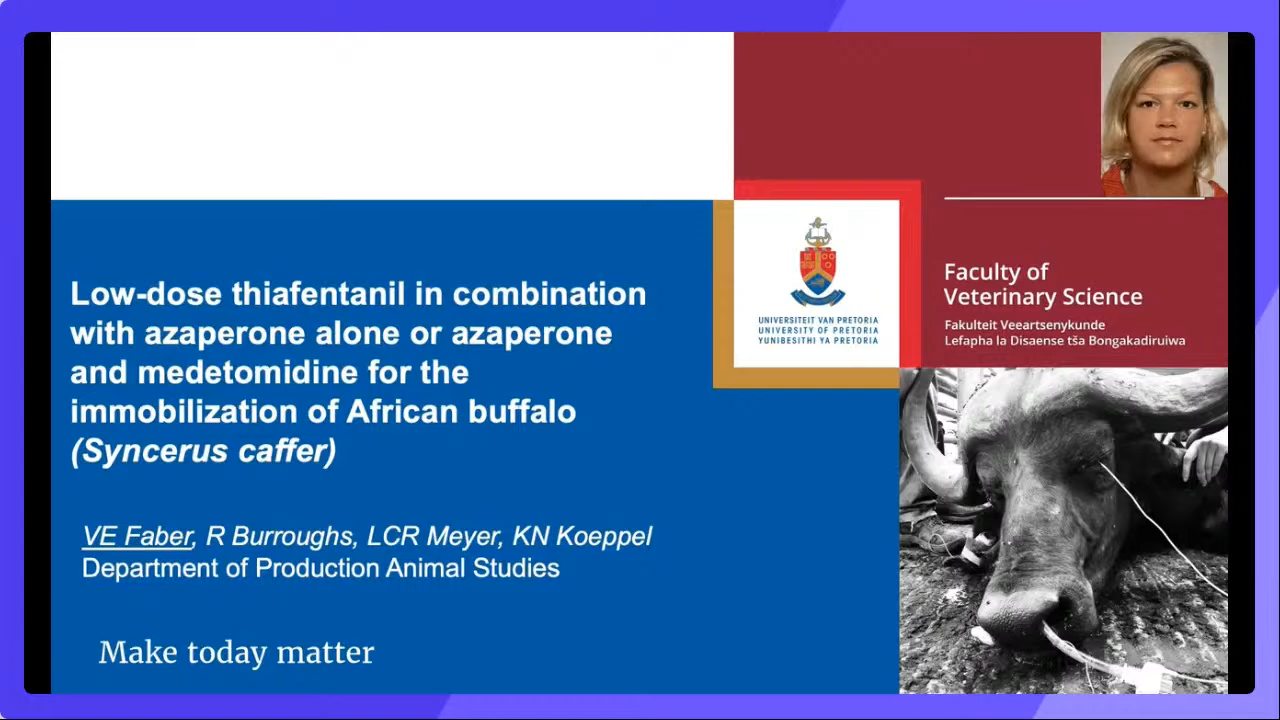 Low-dose thiafentanil in combination
with azaperone alone or azaperone
and medetomidine for the
immobilization of African buffalo
(Syncerus caffer)
VE Faber, R Burroughs, LCR Meyer, KN Koeppel
Department of Production Animal Studies
Make today matter
UNIVERSITEIT VAN PRETORIA
UNIVERSITY OF PRETORIA
YUNIBESITHI YA PRETORIA
Faculty of
Veterinary Science
Fakulteit Veeartsenykunde
Lefapha la Disaense tša Bongakadiruiwa